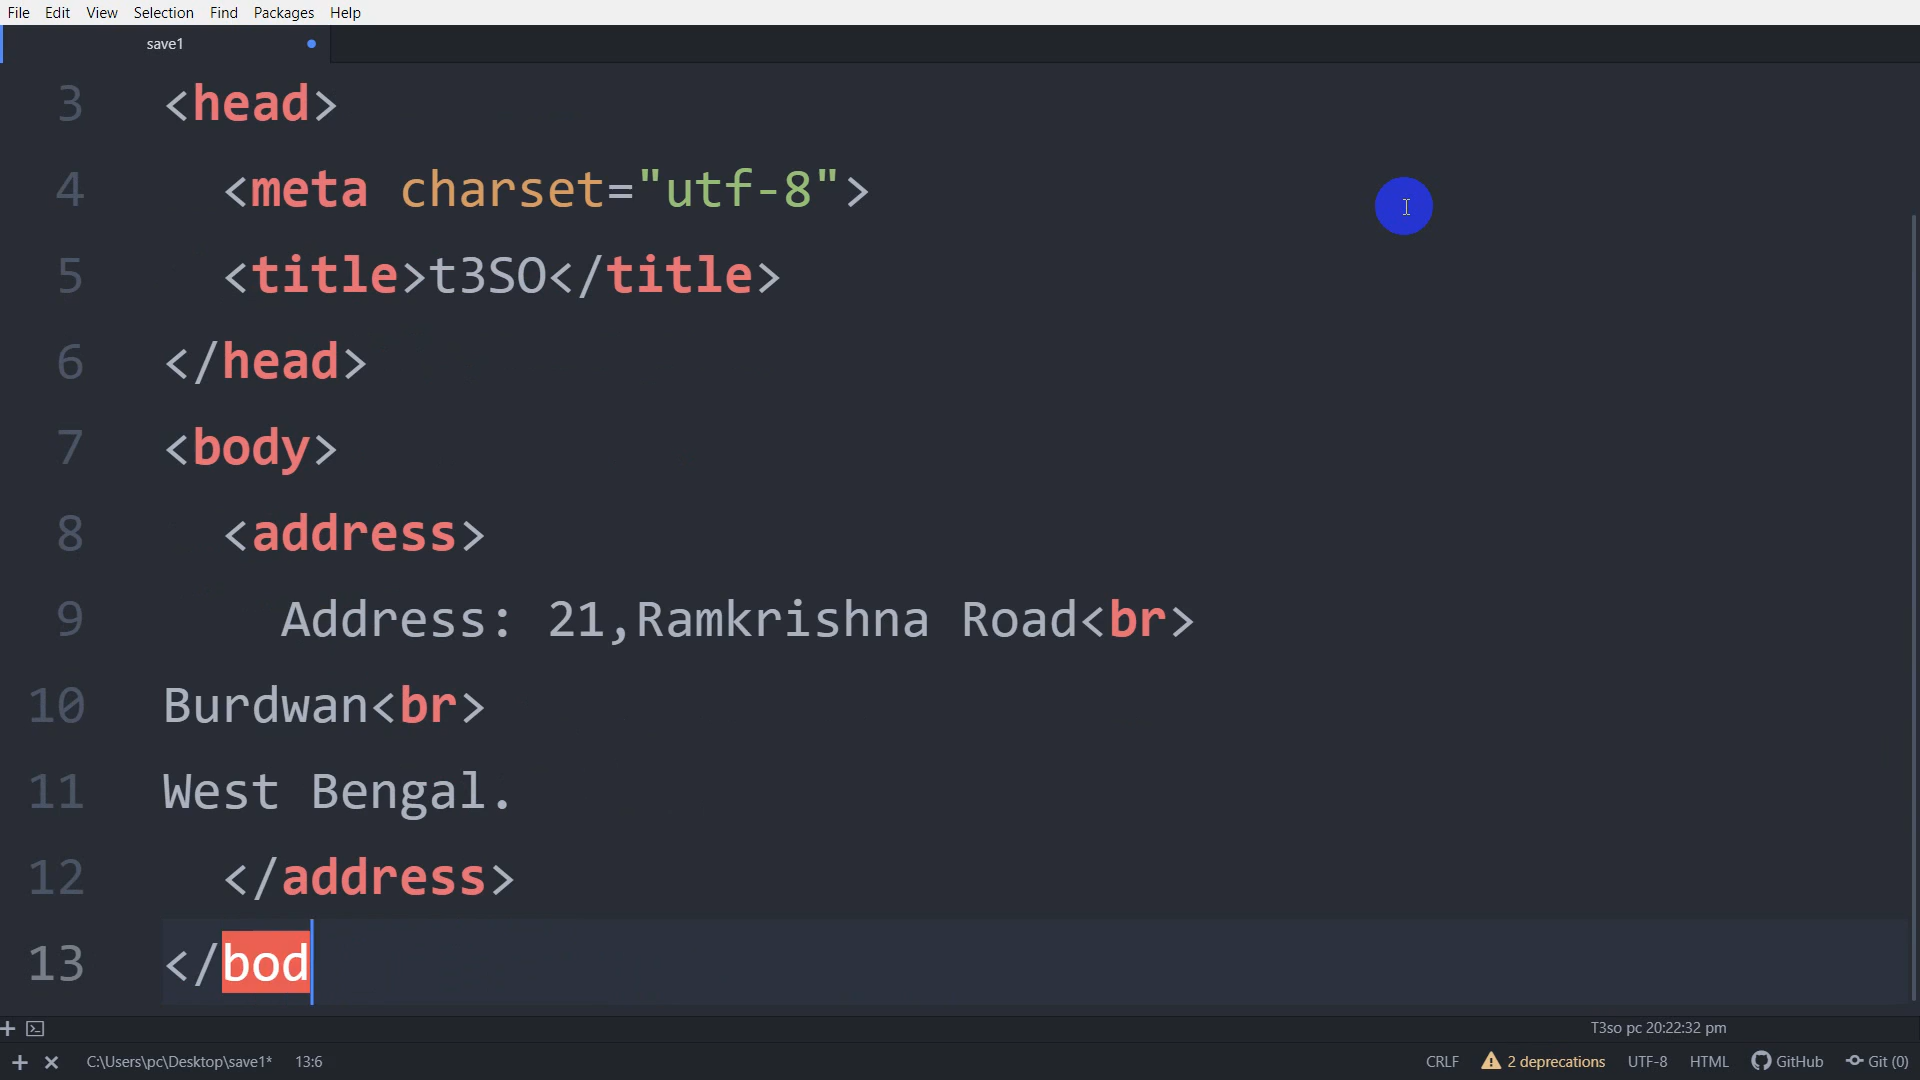 File Edit View Selection Find Packages Help
save1
3 <head>
4 <meta charset="utf-8">
5 <title>t3SO</title>
6 </head>
7 <body>
8 <address>
9 Address: 21,Ramkrishna Road<br>
10 Burdwan<br>
11 West Bengal.
12 </address>
13 </bod
T3so pc 20:22:32 pm
C:\Users\pc\Desktop\save1* 13:6 CRLF 2 deprecations UTF-8 HTML GitHub Git (0)